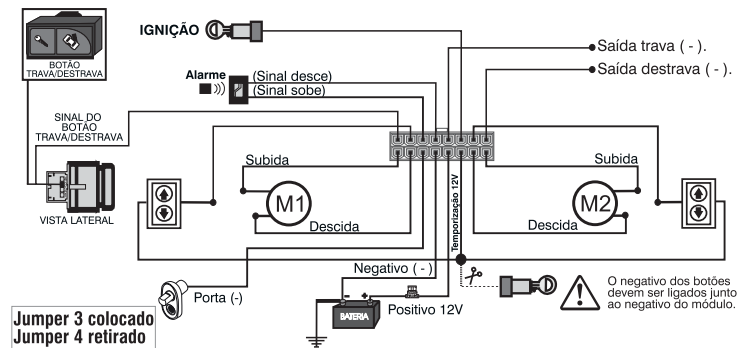 IGNIÇÃO
BOTÃO
TRAVA/DESTRAVA
Alarme
(Sinal desce)
(Sinal sobe)
Saída trava ( - ).
Saída destrava ( - ).
SINAL DO
BOTÃO
TRAVA/DESTRAVA
VISTA LATERAL
Subida
M1
Descida
Temporização 12V
Subida
M2
Descida
Porta (-)
Negativo ( - )
- +
BATERIA
Positivo 12V
O negativo dos botões
devem ser ligados junto
ao negativo do módulo.
Jumper 3 colocado
Jumper 4 retirado